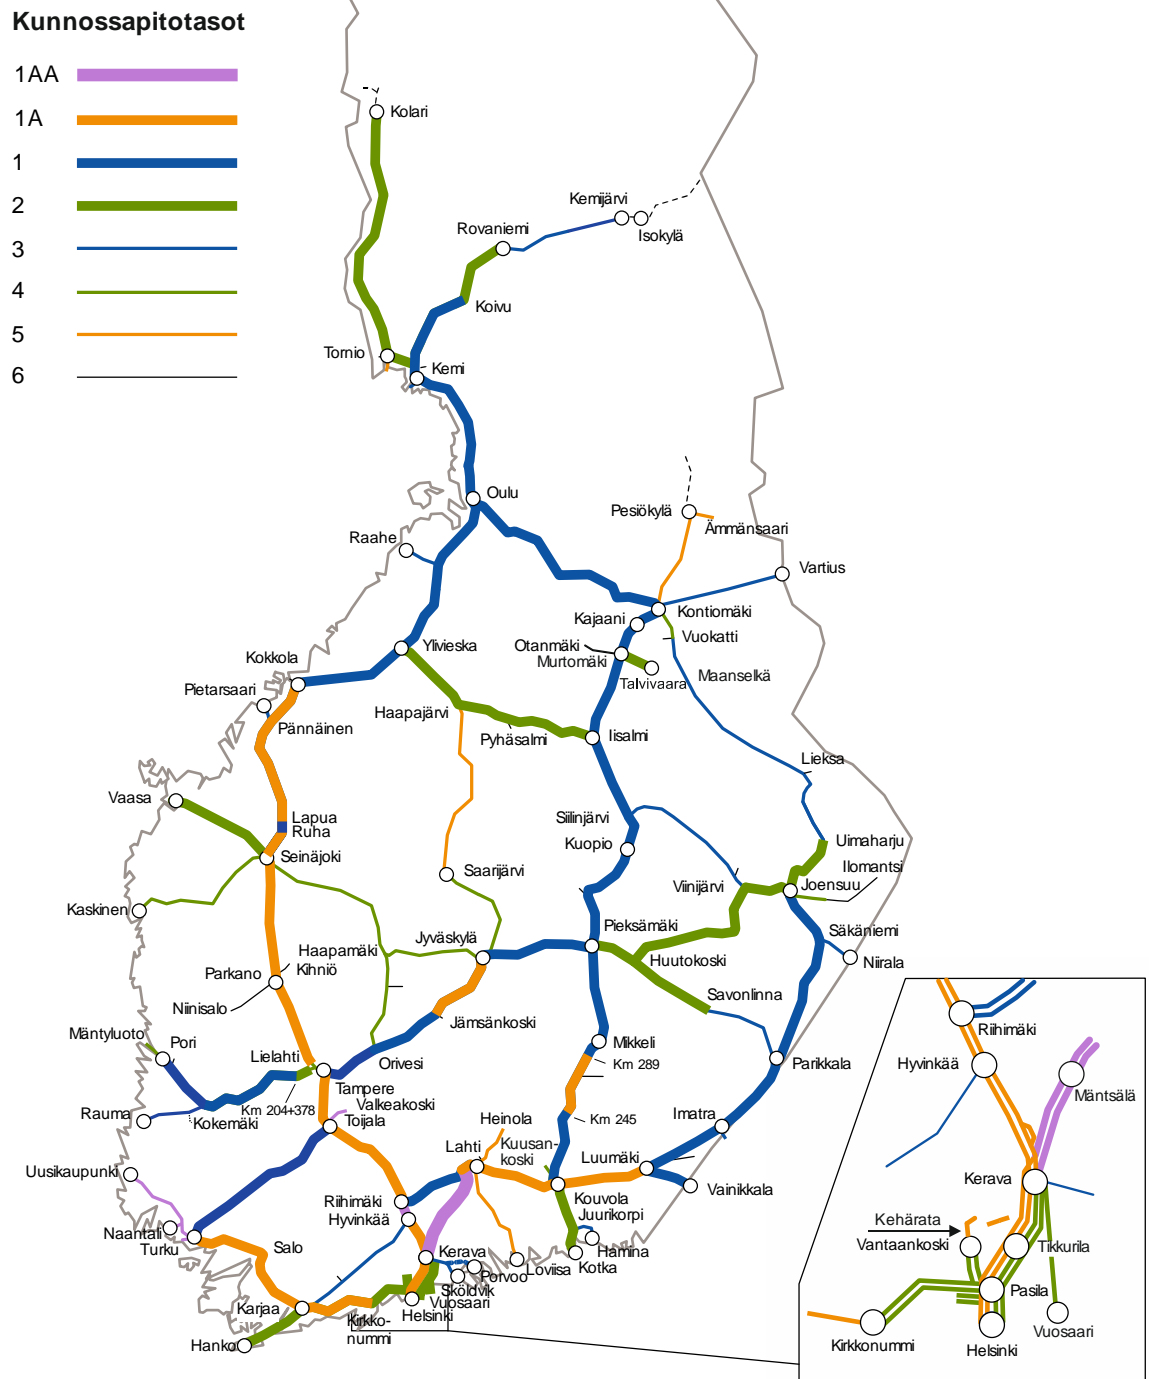 Kunnossapitotasot
1AA
1A
1
2
3
4
5
6
Kolari
Kemijärvi
Isokylä
Rovaniemi
Koivu
Tornio
Kemi
Oulu
Pesiökylä
Ämmänsaari
Raahe
Vartius
Kajaani
Kontiomäki
Vuokatti
Otanmäki
Murtomäki
Maanselkä
Talvivaara
Ylivieska
Kokkola
Pietarsaari
Pännäinen
Haapajärvi
Pyhäsalmi
Iisalmi
Lieksa
Vaasa
Lapua
Ruha
Siilinjärvi
Kuopio
Uimaharju
Ilomantsi
Seinäjoki
Saarijärvi
Viinijärvi
Joensuu
Kaskinen
Pieksämäki
Säkäniemi
Jyväskylä
Haapamäki
Kihniö
Parkano
Huutokoski
Niirala
Niinisalo
Savonlinna
Jämsänkoski
Mäntyluoto
Pori
Mikkeli
Lielahti
Orivesi
Km 289
Parikkala
Tampere
Valkeakoski
Km 204+378
Rauma
Kokemäki
Toijala
Heinola
Km 245
Imatra
Lahti
Kuusan-
koski
Luumäki
Uusikaupunki
Kouvola
Vainikkala
Riihimäki
Juurikorpi
Hyvinkää
Naantali
Turku
Salo
Kerava
Hamina
Kotka
Loviisa
Porvoo
Sköldvik
Vuosaari
Helsinki
Karjaa
Kirkko-
nummi
Hanko
Riihimäki
Hyvinkää
Mäntsälä
Kerava
Kehärata
Vantaankoski
Tikkurila
Pasila
Vuosaari
Kirkkonummi
Helsinki